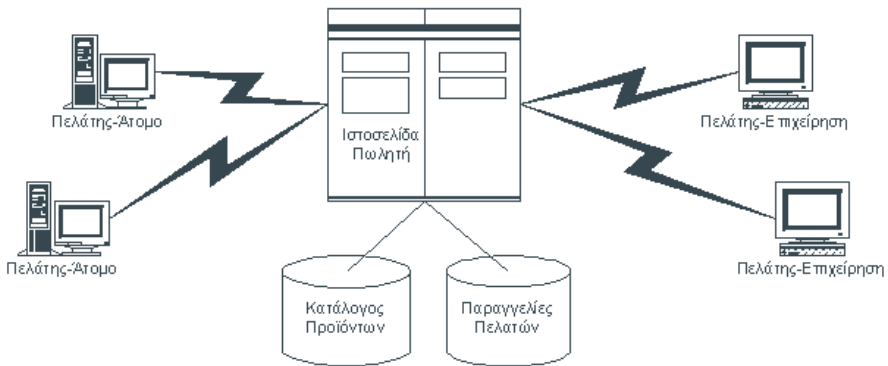 Πελάτης-Άτομο
Πελάτης-Επιχείρηση
Ιστοσελίδα
Πωλητή
Πελάτης-Άτομο
Πελάτης-Επιχείρηση
Κατάλογος
Προϊόντων
Παραγγελίες
Πελατών